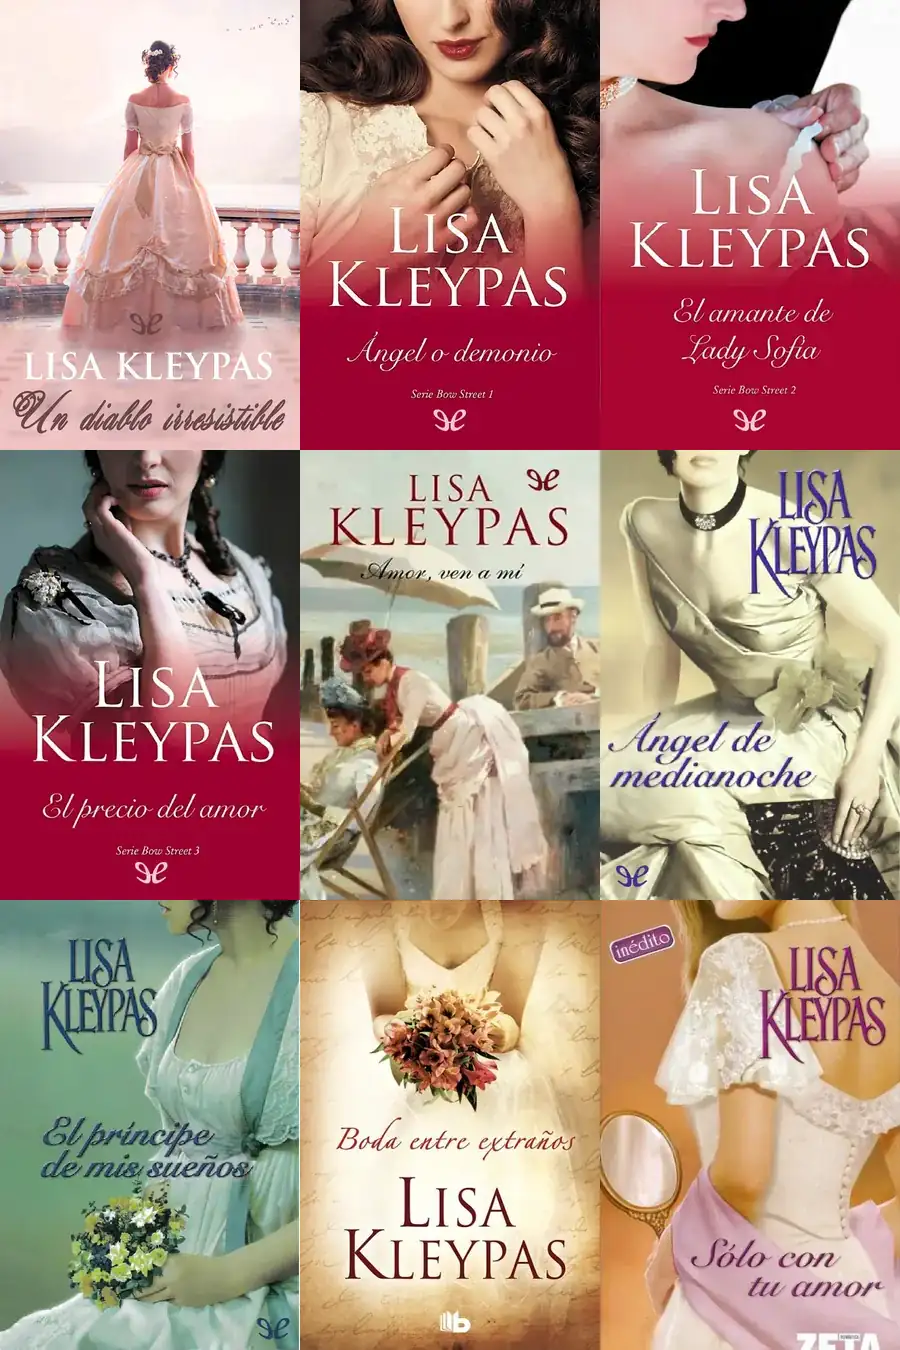 LISA KLEYPAS
Un diablo irresistible
LISA
KLEYPAS
Ángel o demonio
Serie Bow Street 1
LISA
KLEYPAS
El amante de
Lady Sofía
Serie Bow Street 2
LISA
KLEYPAS
El precio del amor
Serie Bow Street 3
LISA
KLEYPAS
Amor, ven a mí
LISA
KLEYPAS
Ángel de
medianoche
LISA
KLEYPAS
El príncipe
de mis sueños
Boda entre extraños
LISA
KLEYPAS
b
inédito
LISA
KLEYPAS
Sólo con
tu amor
ZETA